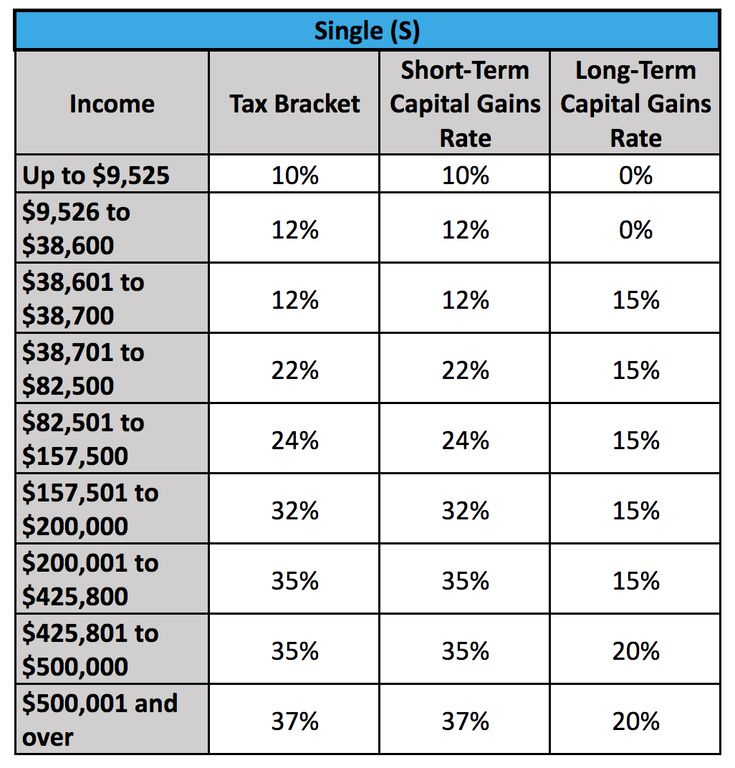 Single (S)
Income
Tax Bracket
Short-Term
Capital Gains
Rate
Long-Term
Capital Gains
Rate
Up to $9,525
10%
10%
0%
$9,526 to
$38,600
12%
12%
0%
$38,601 to
$38,700
12%
12%
15%
$38,701 to
$82,500
22%
22%
15%
$82,501 to
$157,500
24%
24%
15%
$157,501 to
$200,000
32%
32%
15%
$200,001 to
$425,800
35%
35%
15%
$425,801 to
$500,000
35%
35%
20%
$500,001 and
over
37%
37%
20%